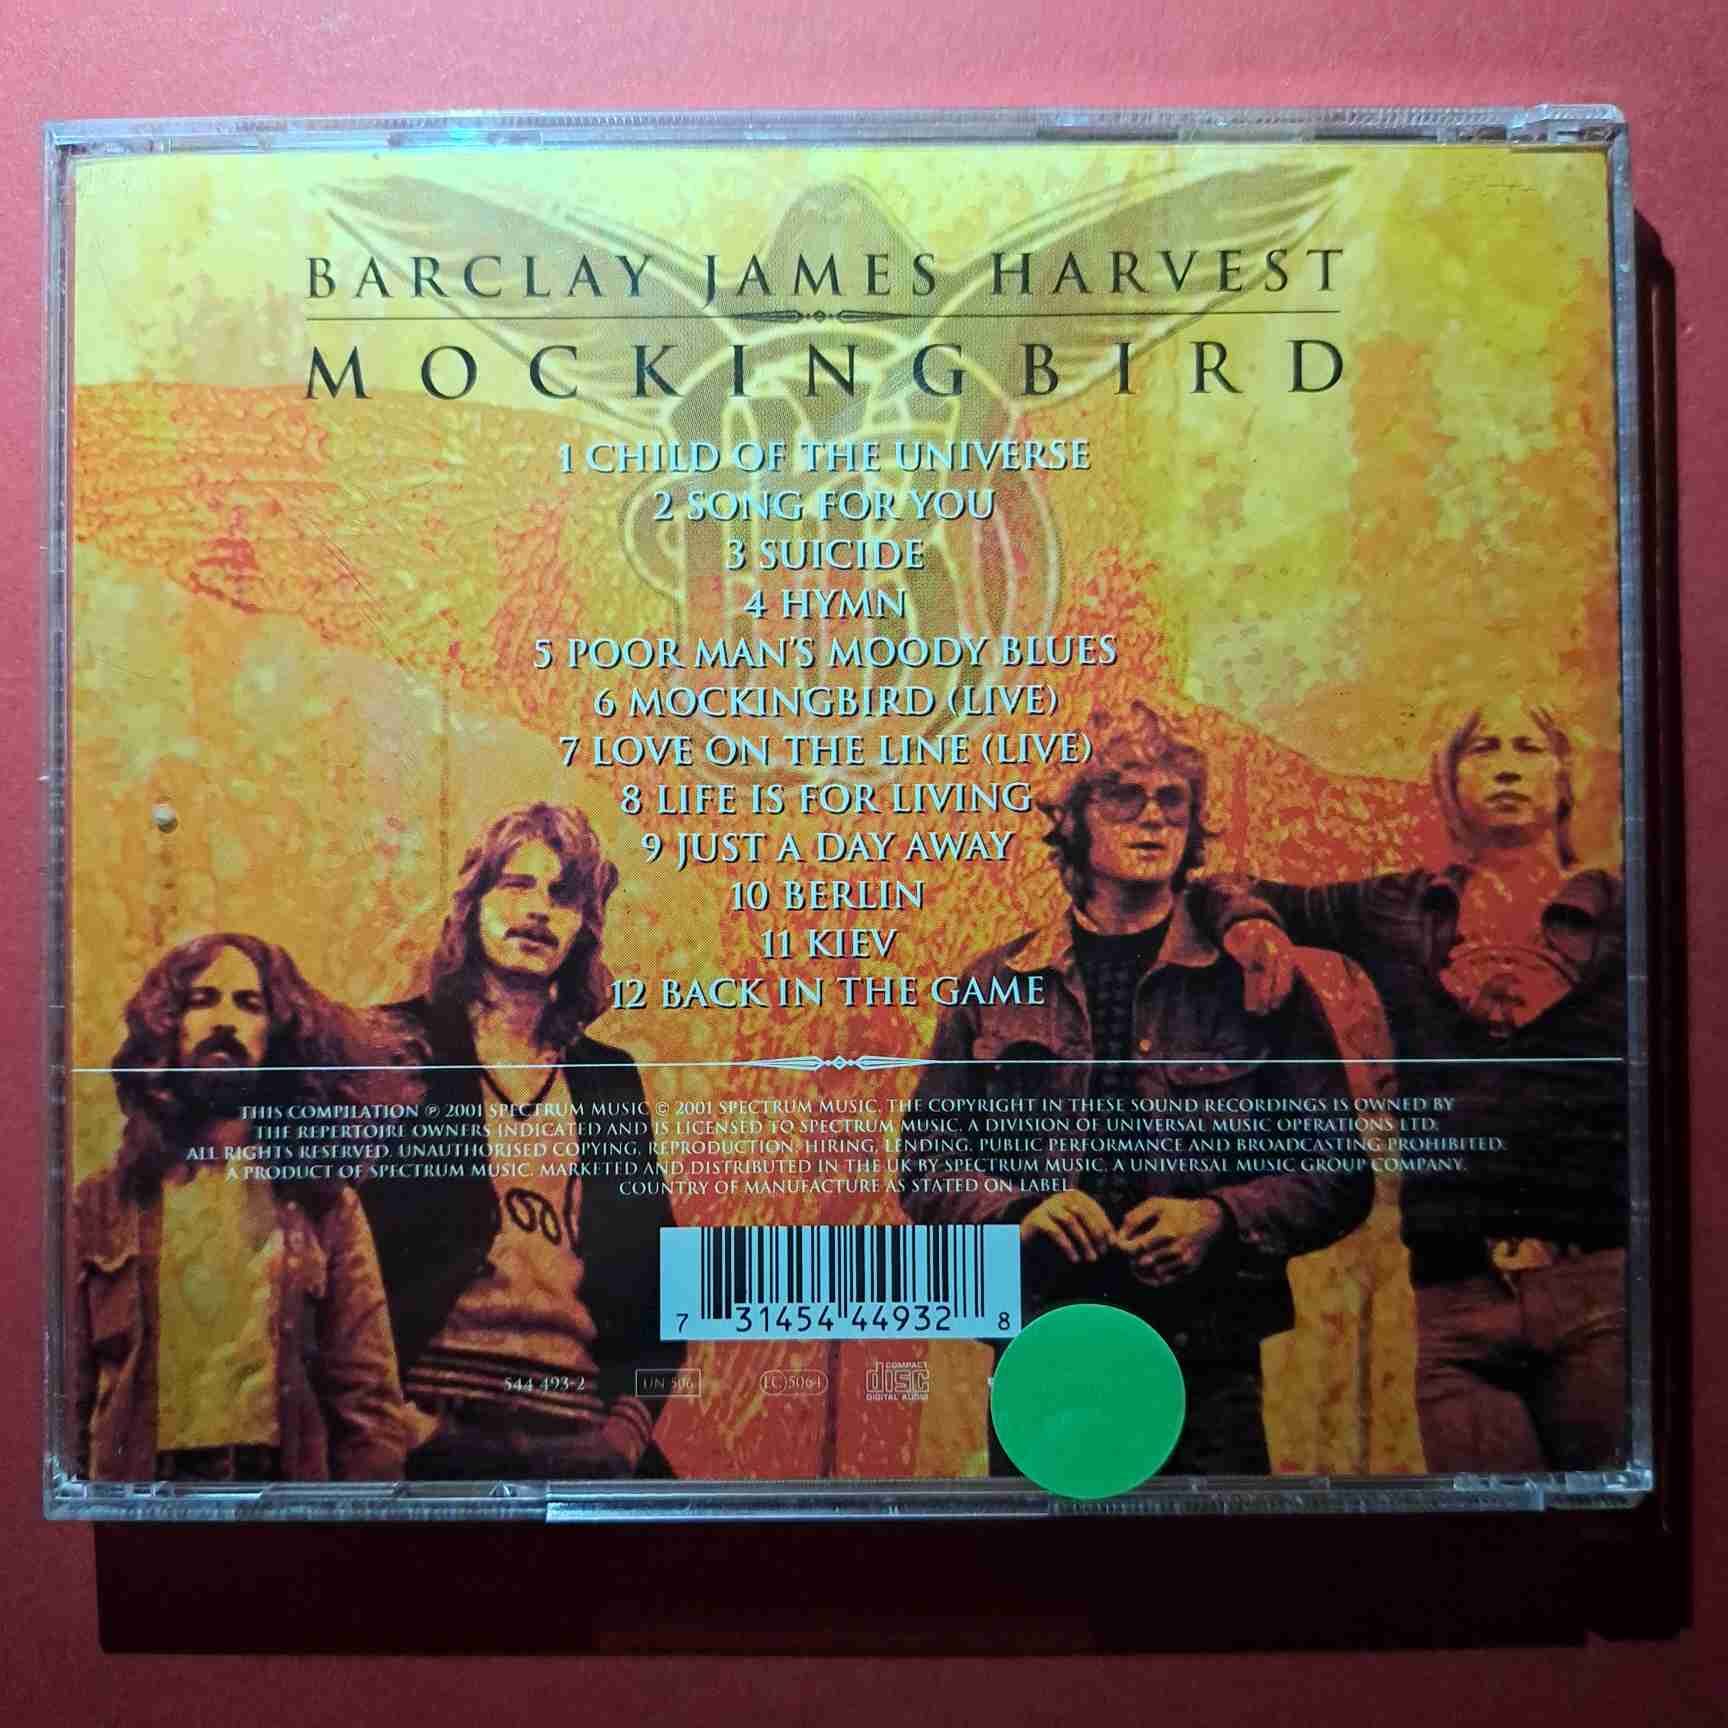 BARCLAY JAMES HARVEST
MOCKINGBIRD
1 CHILD OF THE UNIVERSE
2 SONG FOR YOU
3 SUICIDE
4 HYMN
5 POOR MAN'S MOODY BLUES
6 MOCKINGBIRD (LIVE)
7 LOVE ON THE LINE (LIVE)
8 LIFE IS FOR LIVING
9 JUST A DAY AWAY
10 BERLIN
11 KIEV
12 BACK IN THE GAME
THIS COMPILATION ℗ 2001 SPECTRUM MUSIC © 2001 SPECTRUM MUSIC. THE COPYRIGHT IN THESE SOUND RECORDINGS IS OWNED BY
THE REPERTOIRE OWNERS INDICATED AND IS LICENSED TO SPECTRUM MUSIC. A DIVISION OF UNIVERSAL MUSIC OPERATIONS LTD.
ALL RIGHTS RESERVED. UNAUTHORISED COPYING, REPRODUCTION, HIRING, LENDING, PUBLIC PERFORMANCE AND BROADCASTING PROHIBITED.
A PRODUCT OF SPECTRUM MUSIC. MARKETED AND DISTRIBUTED IN THE UK BY SPECTRUM MUSIC. A UNIVERSAL MUSIC GROUP COMPANY.
COUNTRY OF MANUFACTURE AS STATED ON LABEL
7 31454 44932 8
544 493-2 UN 506 LC 5064 COMPACT disc DIGITAL AUDIO